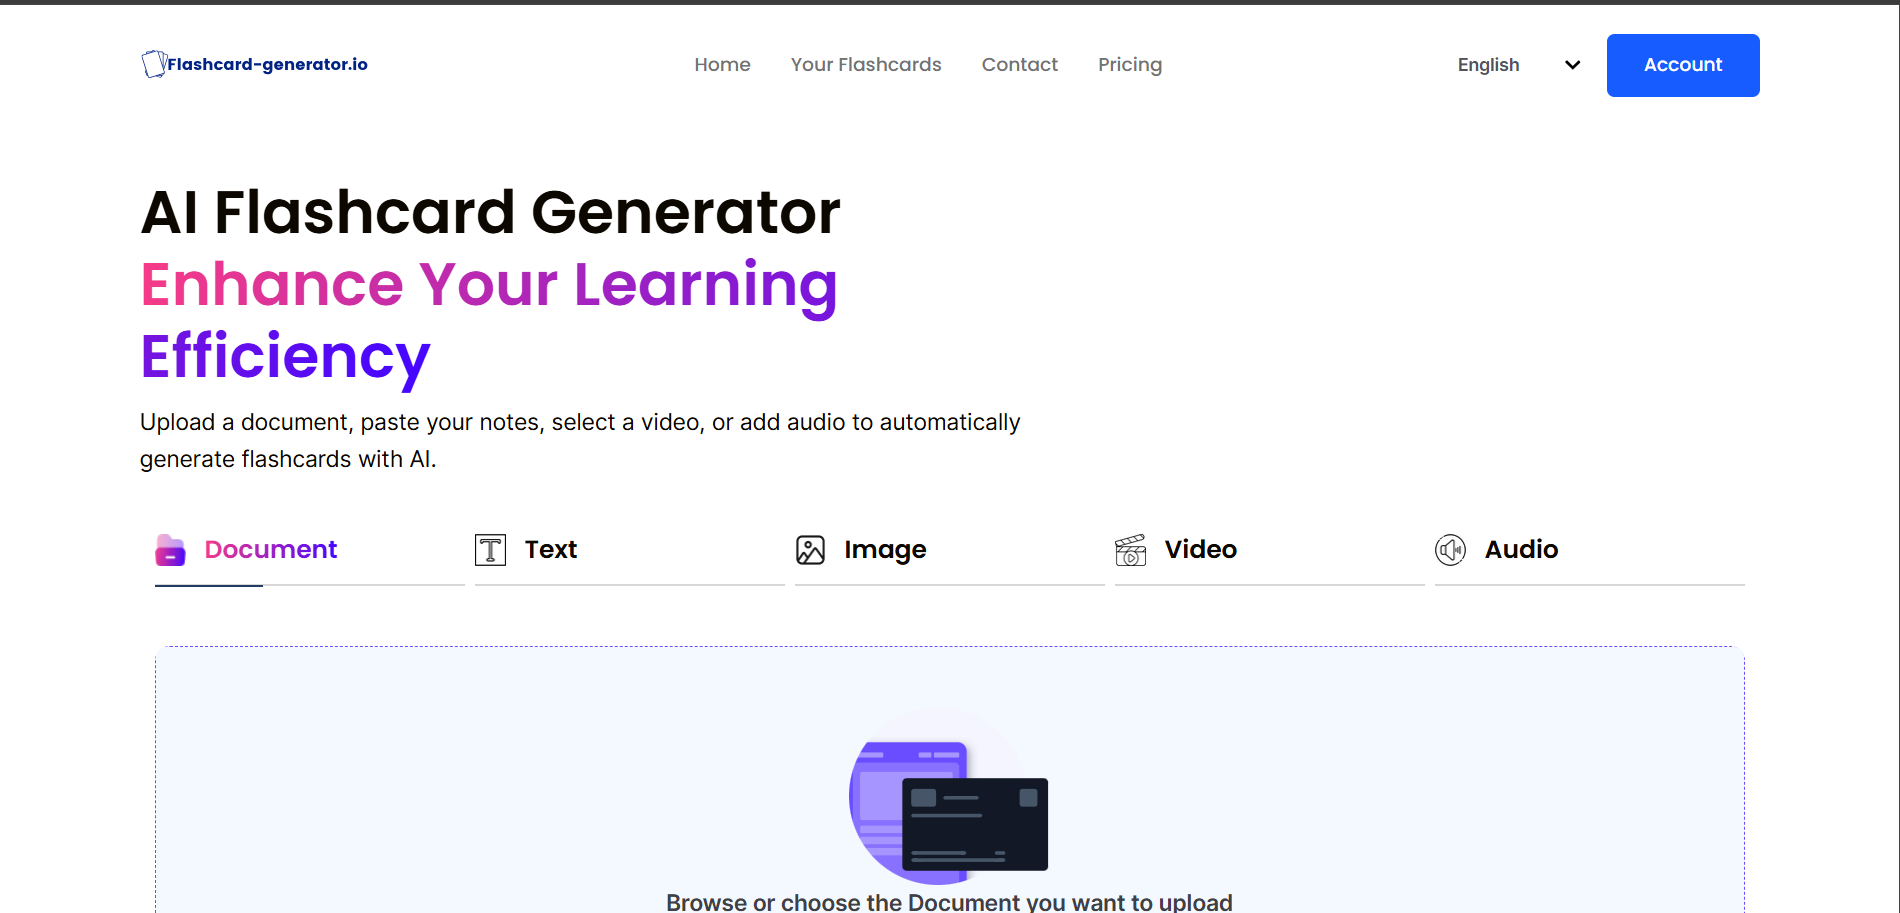 Flashcard-generator.io
Home
Your Flashcards
Contact
Pricing
English
Account
AI Flashcard Generator
Enhance Your Learning
Efficiency
Upload a document, paste your notes, select a video, or add audio to automatically
generate flashcards with AI.
Document
Text
Image
Video
Audio
Browse or choose the Document you want to upload